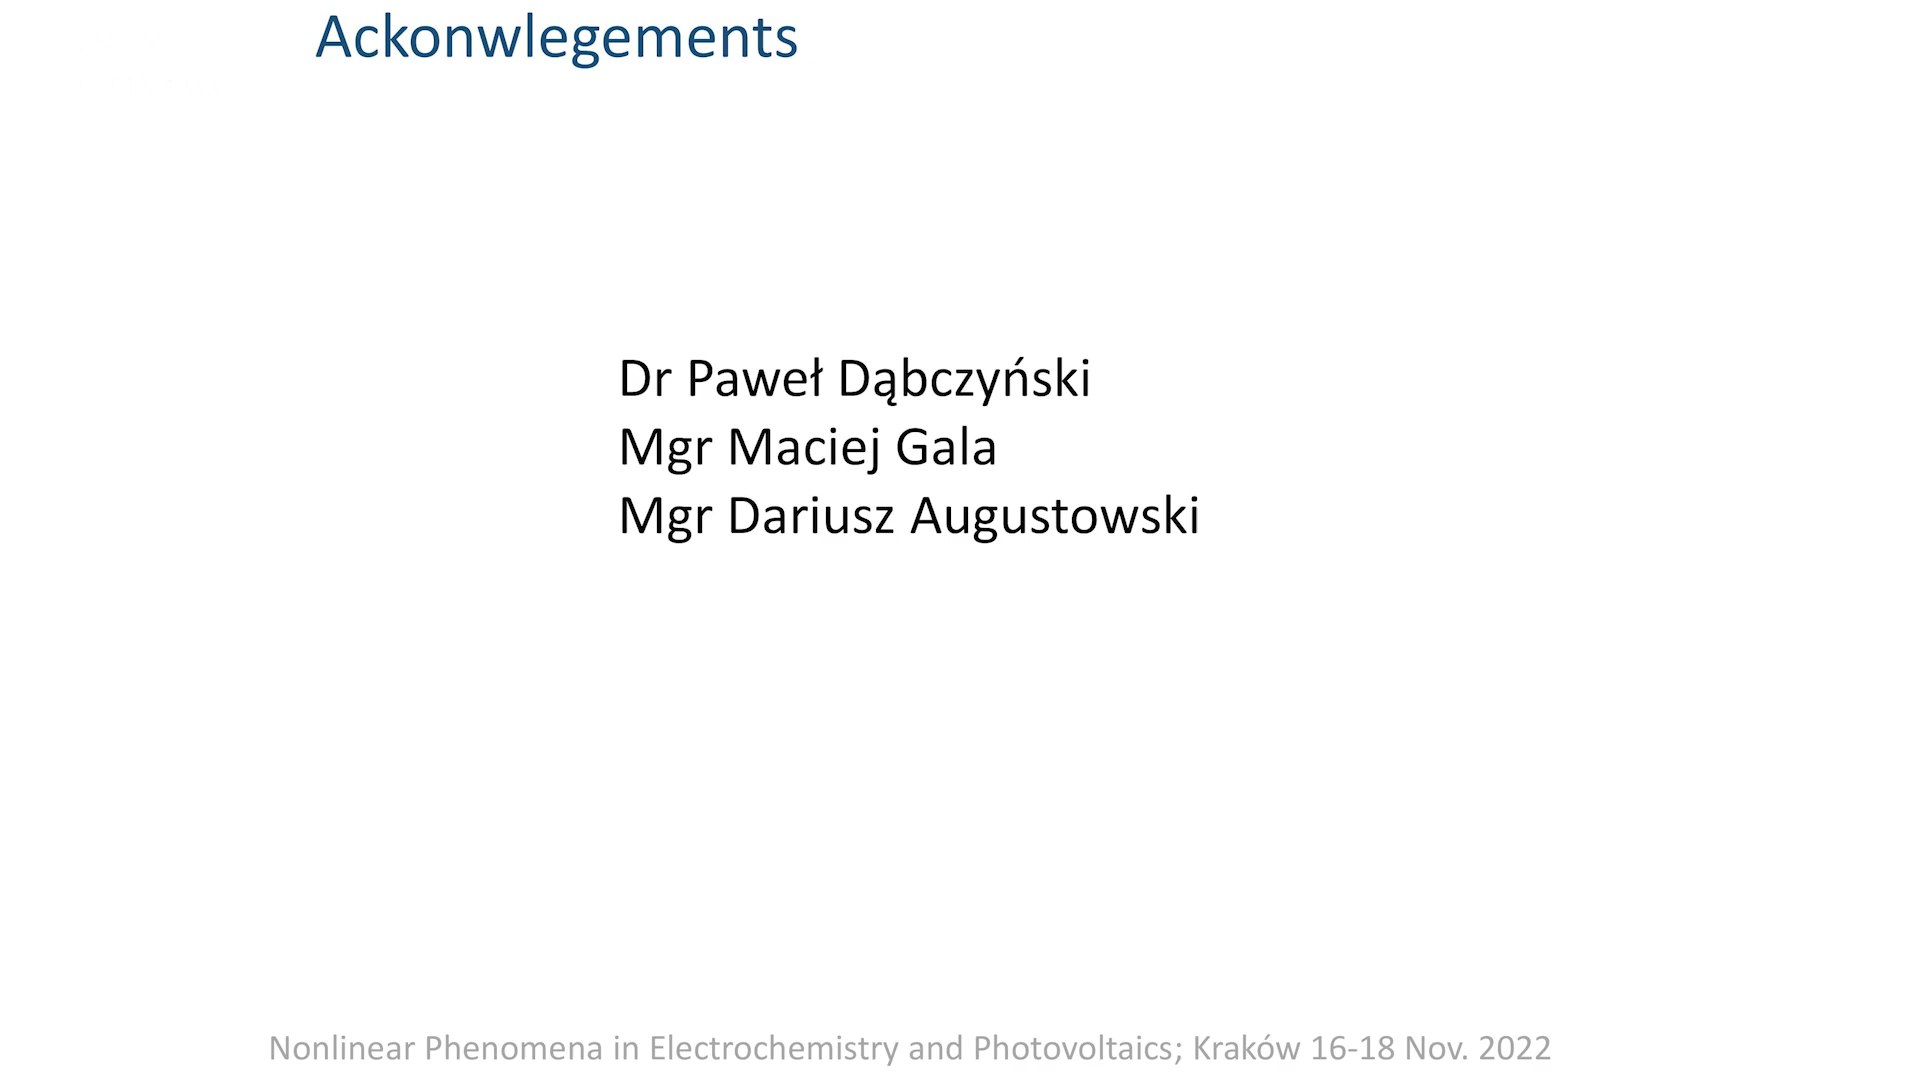 Ackonwlegements
Dr Paweł Dąbczyński
Mgr Maciej Gala
Mgr Dariusz Augustowski
Nonlinear Phenomena in Electrochemistry and Photovoltaics; Kraków 16-18 Nov. 2022